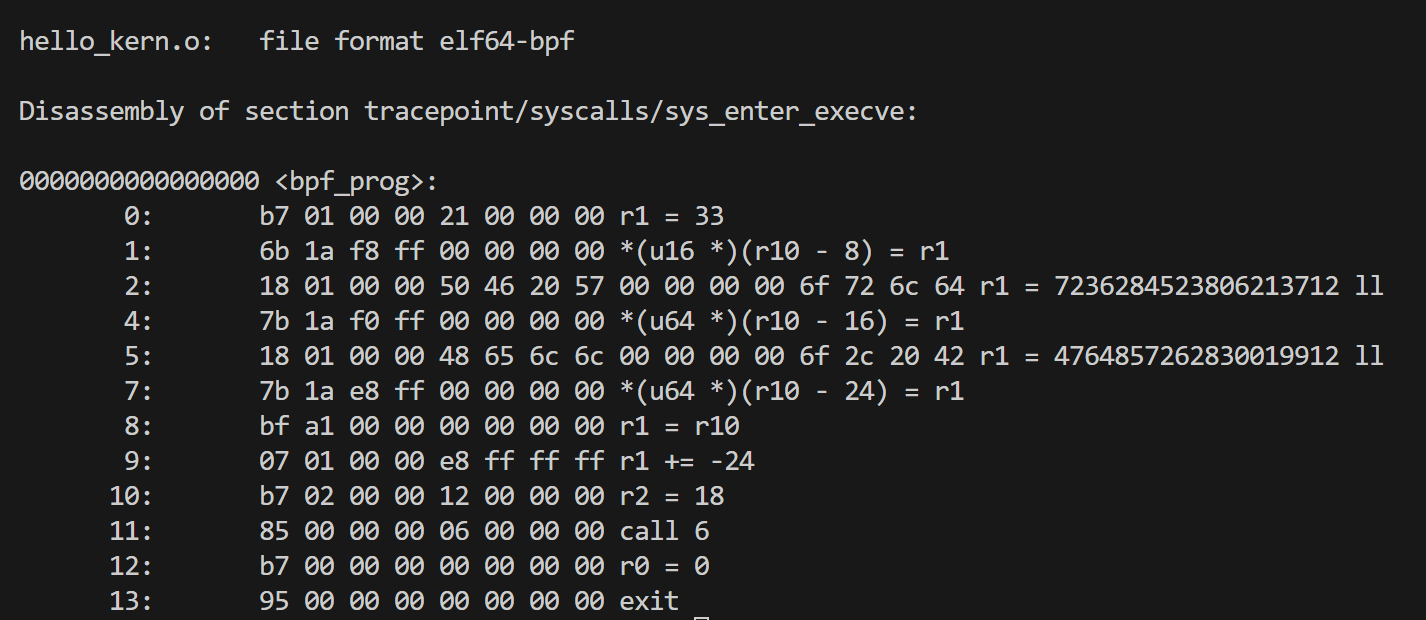 hello_kern.o:   file format elf64-bpf
Disassembly of section tracepoint/syscalls/sys_enter_execve:
0000000000000000 <bpf_prog>:
       0:       b7 01 00 00 21 00 00 00 r1 = 33
       1:       6b 1a f8 ff 00 00 00 00 *(u16 *)(r10 - 8) = r1
       2:       18 01 00 00 50 46 20 57 00 00 00 00 6f 72 6c 64 r1 = 7236284523806213712 ll
       4:       7b 1a f0 ff 00 00 00 00 *(u64 *)(r10 - 16) = r1
       5:       18 01 00 00 48 65 6c 6c 00 00 00 00 6f 2c 20 42 r1 = 4764857262830019912 ll
       7:       7b 1a e8 ff 00 00 00 00 *(u64 *)(r10 - 24) = r1
       8:       bf a1 00 00 00 00 00 00 r1 = r10
       9:       07 01 00 00 e8 ff ff ff r1 += -24
      10:       b7 02 00 00 12 00 00 00 r2 = 18
      11:       85 00 00 00 06 00 00 00 call 6
      12:       b7 00 00 00 00 00 00 00 r0 = 0
      13:       95 00 00 00 00 00 00 00 exit